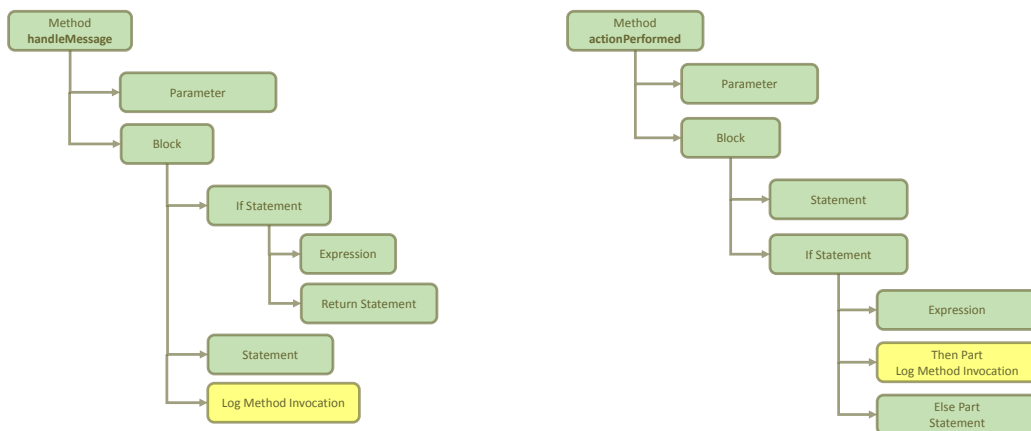 Method
handleMessage
Parameter
Block
If Statement
Expression
Return Statement
Statement
Log Method Invocation
Method
actionPerformed
Parameter
Block
Statement
If Statement
Expression
Then Part
Log Method Invocation
Else Part
Statement